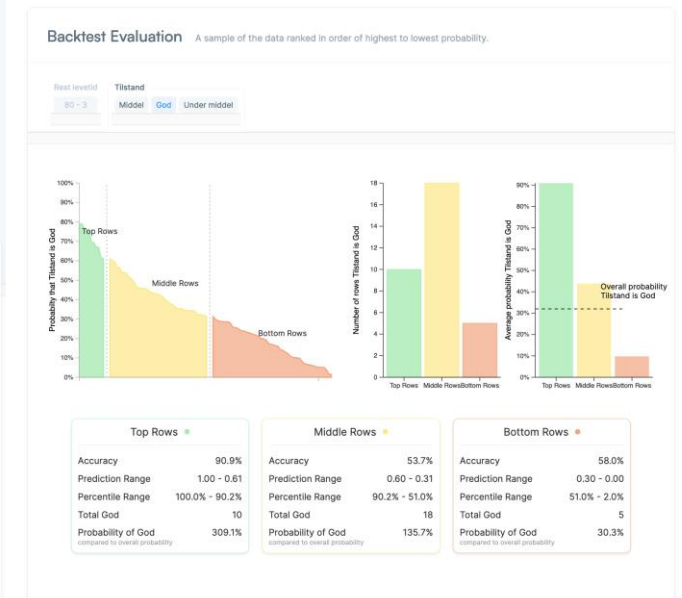 Backtest Evaluation A sample of the data ranked in order of highest to lowest probability.
Rest levetid Tilstand
80 - 3 Middel God Under middel
Probabilty that Tilstand is God
100%
90%
80%
70%
60%
50%
40%
30%
20%
10%
0%
Top Rows
Middle Rows
Bottom Rows
Number of rows Tilstand is God
18
16
14
12
10
8
6
4
2
0
Top Rows Middle Rows Bottom Rows
Average probability Tilstand is God
90%
80%
70%
60%
50%
40%
30%
20%
10%
0%
Overall probability
Tilstand is God
Top Rows Middle Rows Bottom Rows
Top Rows
Accuracy 90.9%
Prediction Range 1.00 - 0.61
Percentile Range 100.0% - 90.2%
Total God 10
Probability of God 309.1%
compared to overall probability
Middle Rows
Accuracy 53.7%
Prediction Range 0.60 - 0.31
Percentile Range 90.2% - 51.0%
Total God 18
Probability of God 135.7%
compared to overall probability
Bottom Rows
Accuracy 58.0%
Prediction Range 0.30 - 0.00
Percentile Range 51.0% - 2.0%
Total God 5
Probability of God 30.3%
compared to overall probability